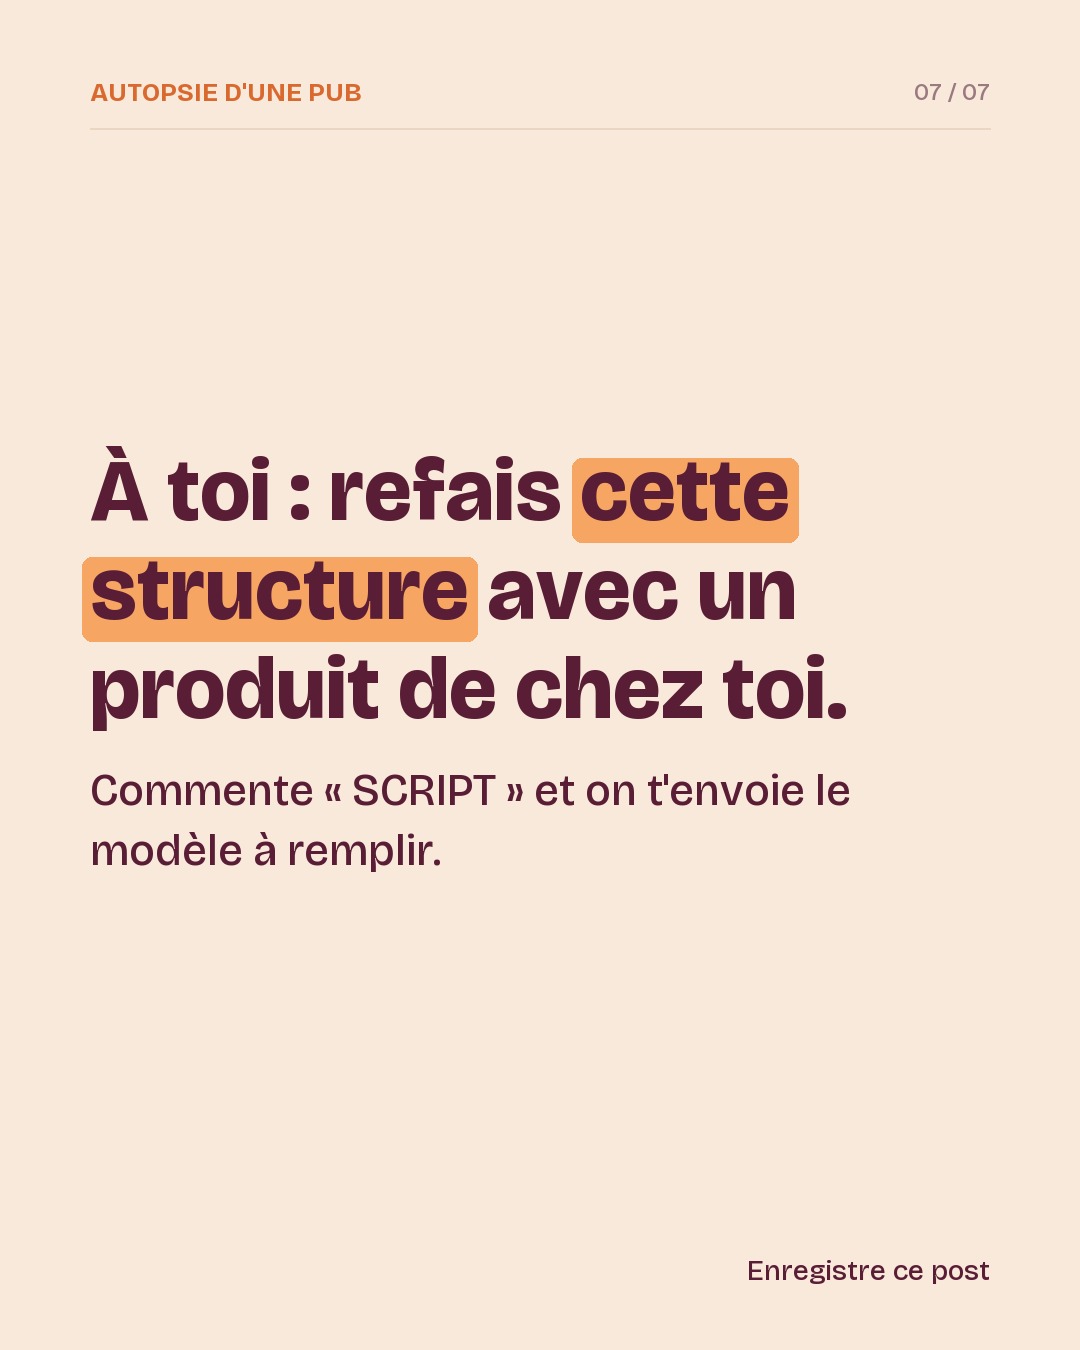 AUTOPSIE D'UNE PUB
07 / 07
À toi : refais cette
structure avec un
produit de chez toi.
Commente « SCRIPT » et on t'envoie le
modèle à remplir.
Enregistre ce post